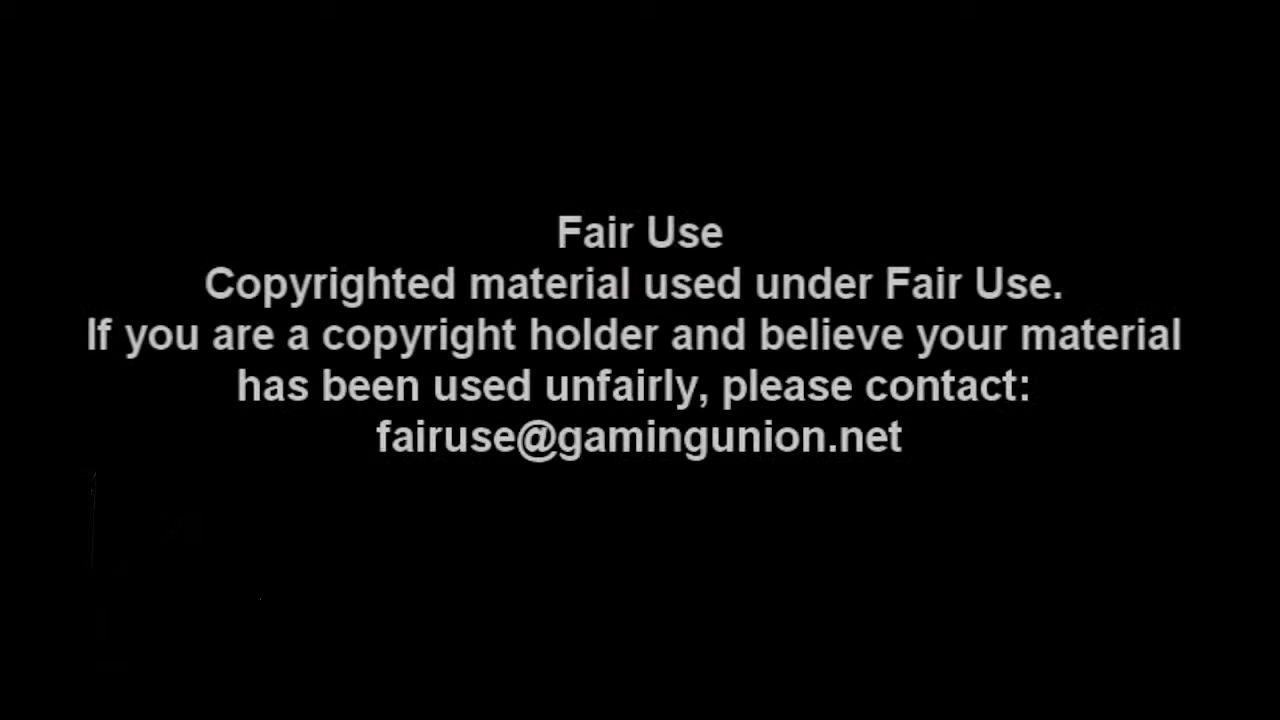 Fair Use
Copyrighted material used under Fair Use.
If you are a copyright holder and believe your material
has been used unfairly, please contact:
fairuse@gamingunion.net